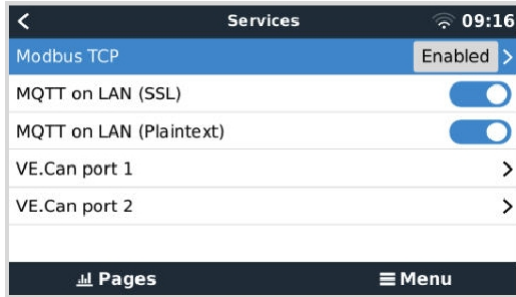 Services 09:16
Modbus TCP Enabled
MQTT on LAN (SSL)
MQTT on LAN (Plaintext)
VE.Can port 1
VE.Can port 2
Pages Menu